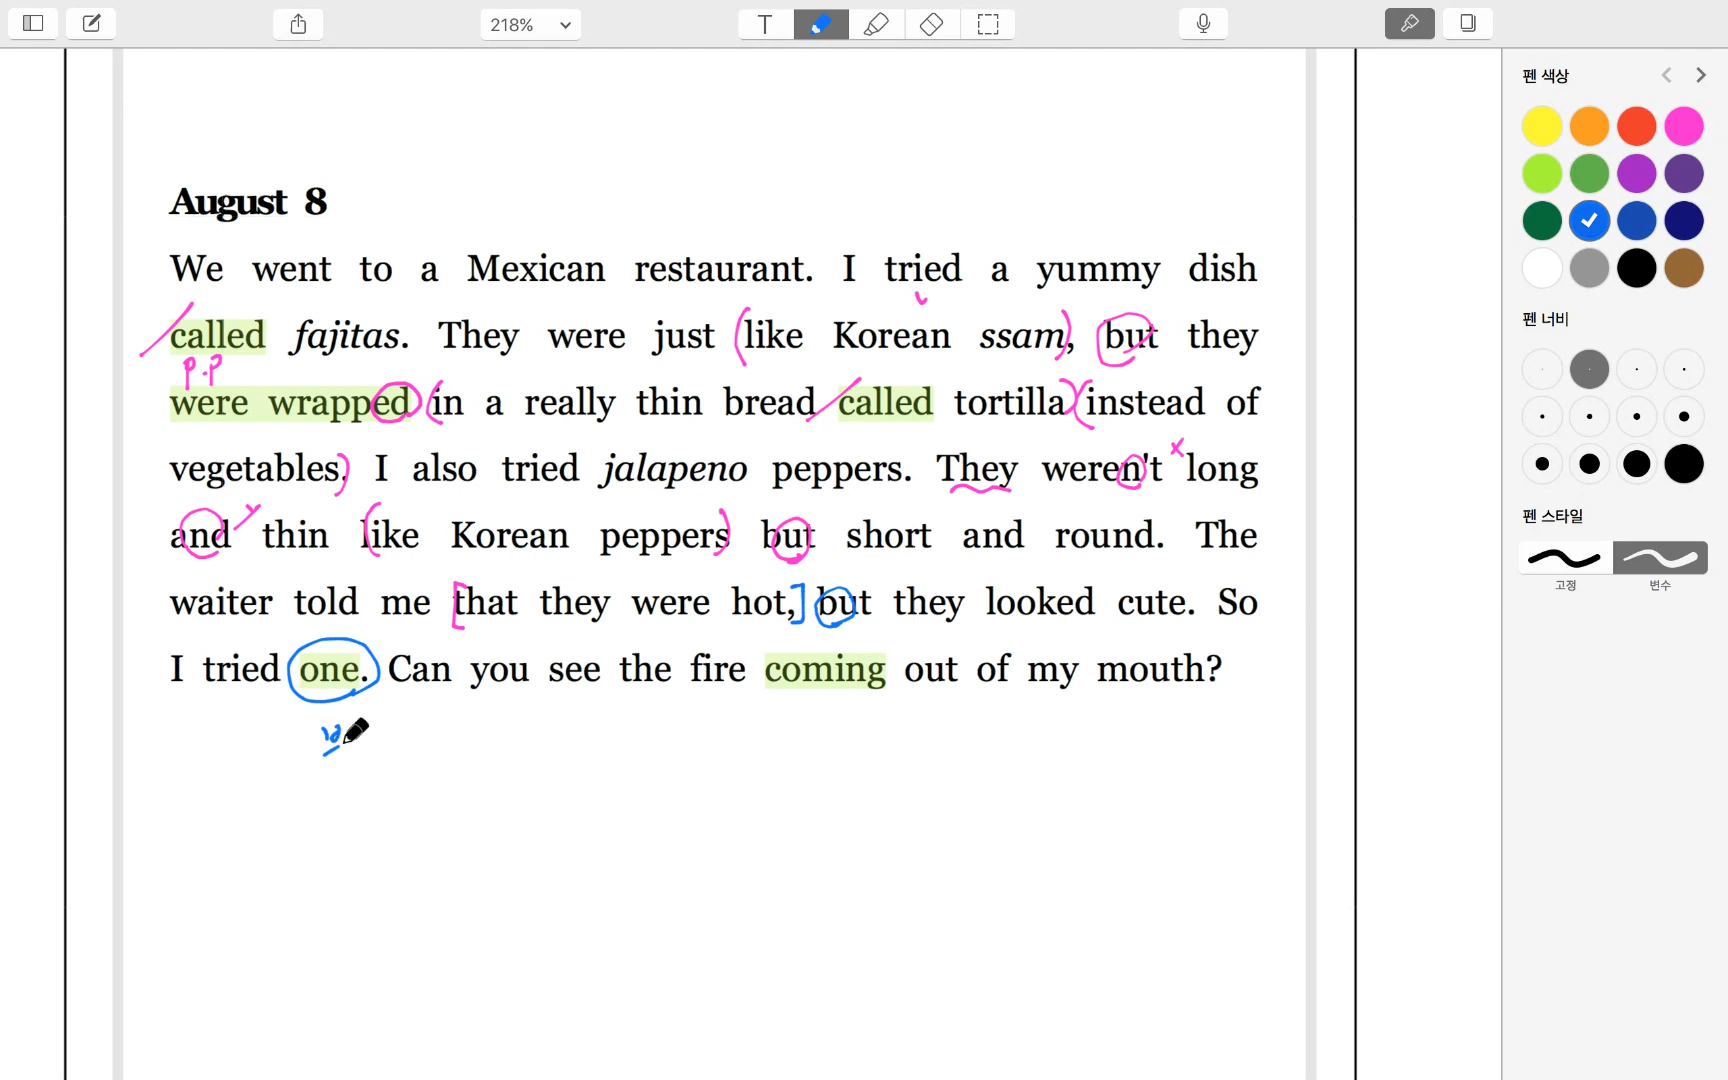 218%
T
펜 색상
펜 너비
펜 스타일
고정
변수
August 8
We went to a Mexican restaurant. I tried a yummy dish
called fajitas. They were just (like Korean ssam), but they
p.p
were wrapped (in a really thin bread called tortilla) (instead of
vegetables.) I also tried jalapeno peppers. They weren't long
and thin (like Korean peppers) but short and round. The
waiter told me [that they were hot,] but they looked cute. So
I tried one. Can you see the fire coming out of my mouth?